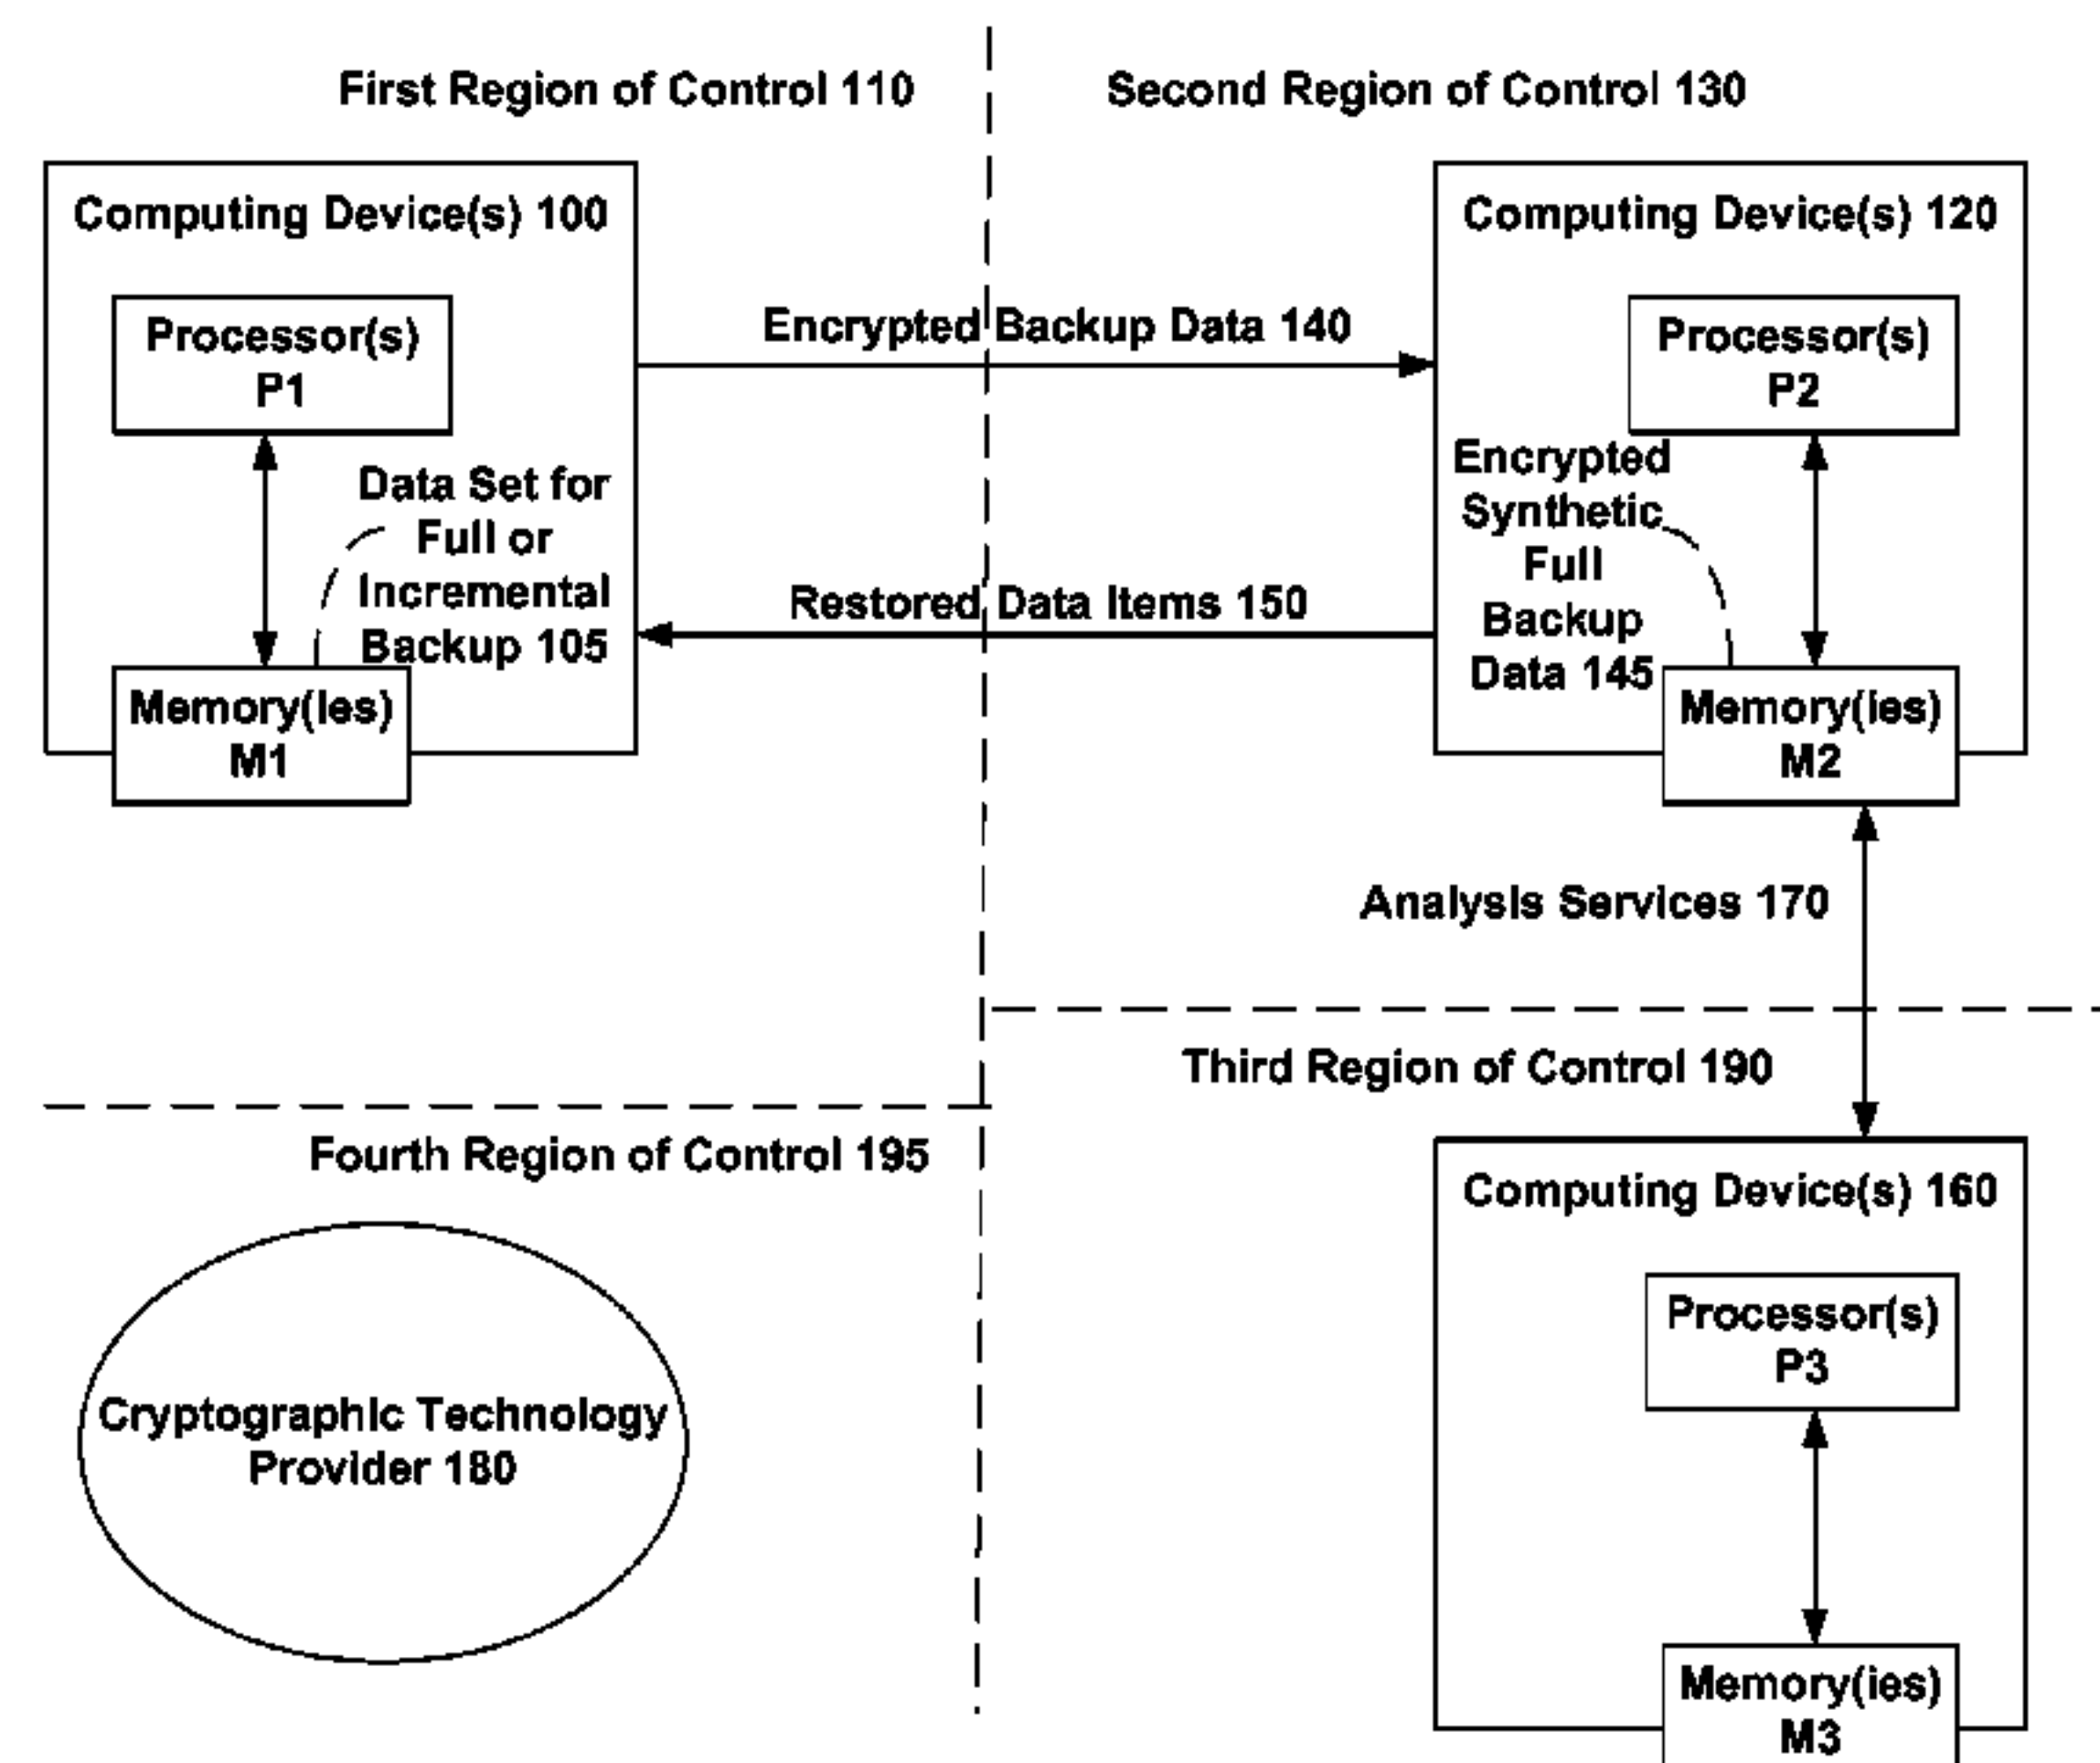 First Region of Control 110
Second Region of Control 130
Computing Device(s) 100
Processor(s)
P1
Data Set for
Full or
Incremental
Backup 105
Memory(ies)
M1
Encrypted Backup Data 140
Restored Data Items 150
Computing Device(s) 120
Processor(s)
P2
Encrypted
Synthetic
Full
Backup
Data 145
Memory(ies)
M2
Analysis Services 170
Third Region of Control 190
Fourth Region of Control 195
Cryptographic Technology
Provider 180
Computing Device(s) 160
Processor(s)
P3
Memory(ies)
M3